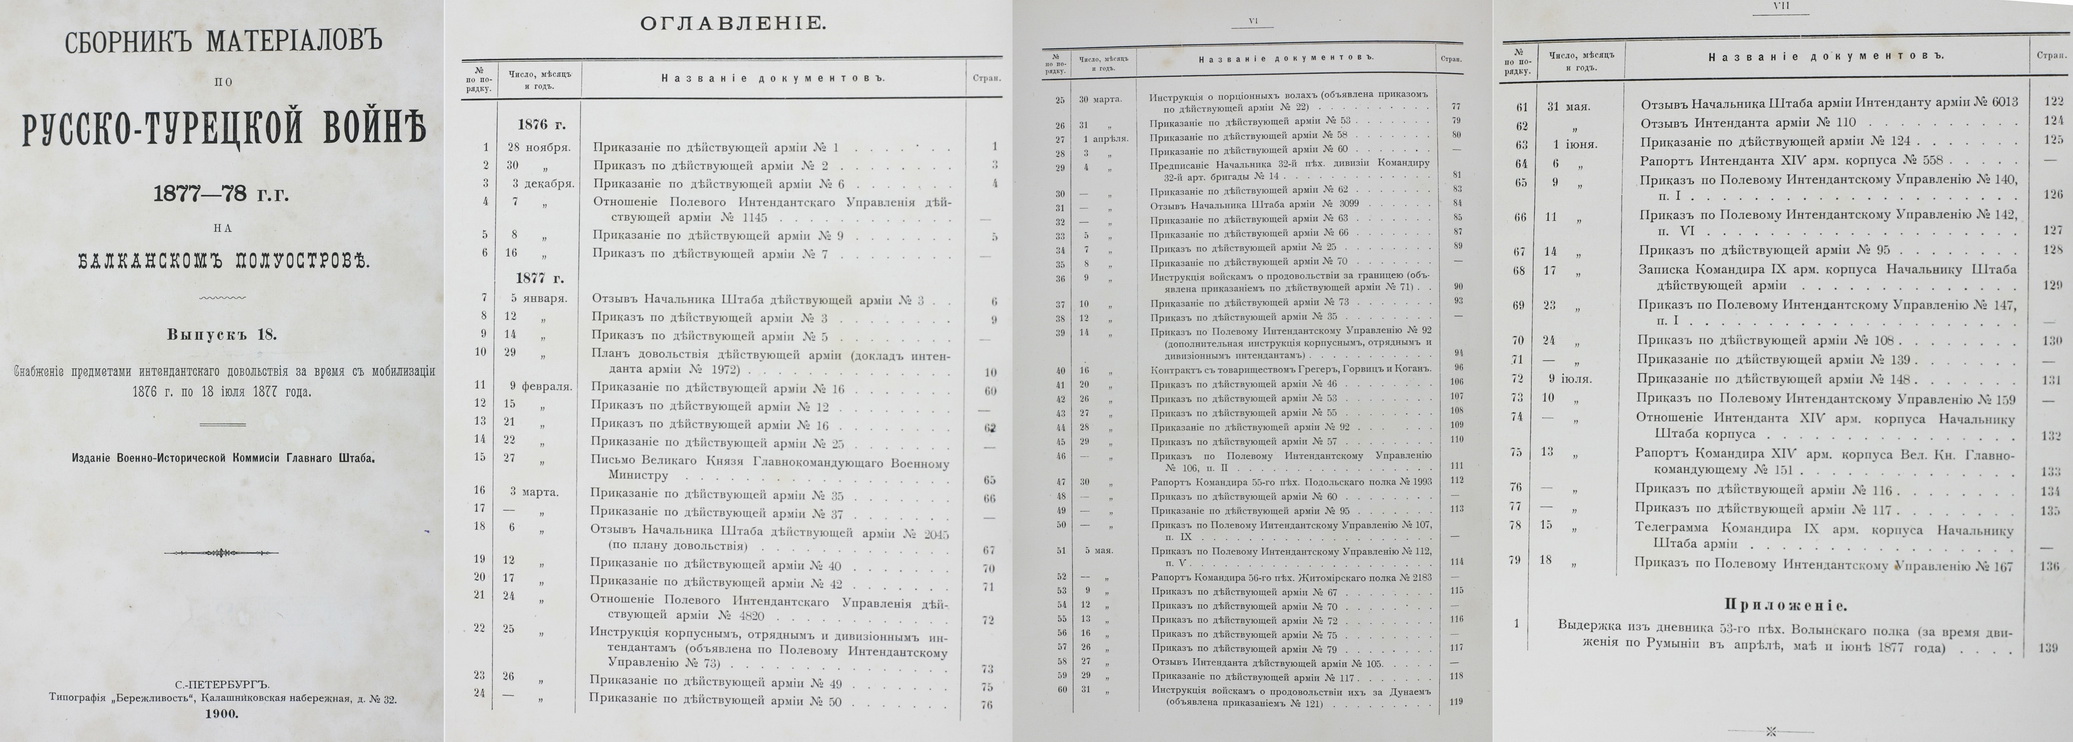 СБОРНИКЪ МАТЕРІАЛОВЪ
ПО
РУССКО-ТУРЕЦКОЙ ВОЙНѢ
1877—78 г.г.
НА
БАЛКАНСКОМЪ ПОЛУОСТРОВѢ.
Выпускъ 18.
Снабженіе предметами интендантскаго довольствія за время съ мобилизаціи
1876 г. по 18 іюля 1877 года.
Изданіе Военно-Исторической Коммисіи Главнаго Штаба.
С.-ПЕТЕРБУРГЪ.
Типографія „Бережливость“, Калашниковская набережная, д. № 32.
1900.
ОГЛАВЛЕНІЕ.
№ по порядку. Число, мѣсяцъ и годъ. Названіе документовъ. Стран.
1876 г.
1 28 ноября. Приказаніе по дѣйствующей арміи № 1 . . . . . 1
2 30 „ Приказъ по дѣйствующей арміи № 2 . . . . . . . 3
3 3 декабря. Приказаніе по дѣйствующей арміи № 6 . . . . . . 4
4 7 „ Отношеніе Полевого Интендантскаго Управленія дѣй-
ствующей арміи № 1145 . . . . . . . . . . —
5 8 „ Приказаніе по дѣйствующей арміи № 9 . . . . . . 5
6 16 „ Приказъ по дѣйствующей арміи № 7 . . . . . . . —
1877 г.
7 5 января. Отзывъ Начальника Штаба дѣйствующей арміи № 3 . . 6
8 12 „ Приказъ по дѣйствующей арміи № 3 . . . . . . . 9
9 14 „ Приказъ по дѣйствующей арміи № 5 . . . . . . . —
10 29 „ Планъ довольствія дѣйствующей арміи (докладъ интен-
данта арміи № 1972) . . . . . . . . . . . 10
11 9 февраля. Приказаніе по дѣйствующей арміи № 16 . . . . . . 60
12 15 „ Приказъ по дѣйствующей арміи № 12 . . . . . . . —
13 21 „ Приказъ по дѣйствующей арміи № 16 . . . . . . . 62
14 22 „ Приказаніе по дѣйствующей арміи № 25 . . . . . . —
15 27 „ Письмо Великаго Князя Главнокомандующаго Военному
Министру . . . . . . . . . . . . . 65
16 3 марта. Приказаніе по дѣйствующей арміи № 35 . . . . . . 66
17 — „ Приказаніе по дѣйствующей арміи № 37 . . . . . . —
18 6 „ Отзывъ Начальника Штаба дѣйствующей арміи № 2045
(по плану довольствія) . . . . . . . . . . 67
19 12 „ Приказаніе по дѣйствующей арміи № 40 . . . . . . 70
20 17 „ Приказаніе по дѣйствующей арміи № 42 . . . . . . 71
21 24 „ Отношеніе Полевого Интендантскаго Управленія дѣй-
ствующей арміи № 4820 . . . . . . . . . . 72
22 25 „ Инструкція корпуснымъ, отряднымъ и дивизіоннымъ ин-
тендантамъ (объявлена по Полевому Интендантскому
Управленію № 73) . . . . . . . . . . . 73
23 26 „ Приказаніе по дѣйствующей арміи № 49 . . . . . . 75
24 — „ Приказаніе по дѣйствующей арміи № 50 . . . . . . 76
VI
№ по порядку. Число, мѣсяцъ и годъ. Названіе документовъ. Стран.
25 30 марта. Инструкція о порціонныхъ волахъ (объявлена приказомъ
по дѣйствующей арміи № 22) . . . . . . . . . 77
26 31 „ Приказаніе по дѣйствующей арміи № 53 . . . . . . 79
27 1 апрѣля. Приказаніе по дѣйствующей арміи № 58 . . . . . . 80
28 3 „ Приказаніе по дѣйствующей арміи № 60 . . . . . . —
29 4 „ Предписаніе Начальника 32-й пѣх. дивизіи Командиру
32-й арт. бригады № 14 . . . . . . . . . . 81
30 — „ Приказаніе по дѣйствующей арміи № 62 . . . . . . 83
31 — „ Отзывъ Начальника Штаба арміи № 3099 . . . . . . 84
32 — „ Приказаніе по дѣйствующей арміи № 63 . . . . . . 85
33 5 „ Приказаніе по дѣйствующей арміи № 66 . . . . . . 87
34 7 „ Приказъ по дѣйствующей арміи № 25 . . . . . . . 89
35 8 „ Приказаніе по дѣйствующей арміи № 70 . . . . . . —
36 9 „ Инструкція войскамъ о продовольствіи за границею (объ-
явлена приказаніемъ по дѣйствующей арміи № 71) . . 90
37 10 „ Приказаніе по дѣйствующей арміи № 73 . . . . . . 93
38 12 „ Приказъ по дѣйствующей арміи № 35 . . . . . . . —
39 14 „ Приказъ по Полевому Интендантскому Управленію № 92
(дополнительная инструкція корпуснымъ, отряднымъ и
дивизіоннымъ интендантамъ) . . . . . . . . . 94
40 16 „ Контрактъ съ товариществомъ Грегеръ, Горвицъ и Коганъ. 96
41 20 „ Приказъ по дѣйствующей арміи № 46 . . . . . . . 106
42 26 „ Приказъ по дѣйствующей арміи № 53 . . . . . . . 107
43 27 „ Приказъ по дѣйствующей арміи № 55 . . . . . . . 108
44 28 „ Приказаніе по дѣйствующей арміи № 92 . . . . . . 109
45 29 „ Приказъ по дѣйствующей арміи № 57 . . . . . . . 110
46 — „ Приказъ по Полевому Интендантскому Управленію
№ 106, п. II . . . . . . . . . . . . . 111
47 30 „ Рапортъ Командира 55-го пѣх. Подольскаго полка № 1993 112
48 — „ Приказъ по дѣйствующей арміи № 60 . . . . . . . —
49 — „ Приказаніе по дѣйствующей арміи № 95 . . . . . . 113
50 — „ Приказъ по Полевому Интендантскому Управленію № 107,
п. IX . . . . . . . . . . . . . . . —
51 5 мая. Приказъ по Полевому Интендантскому Управленію № 112,
п. V . . . . . . . . . . . . . . . 114
52 — „ Рапортъ Командира 56-го пѣх. Житомірскаго полка № 2183 —
53 9 „ Приказъ по дѣйствующей арміи № 67 . . . . . . . 115
54 12 „ Приказъ по дѣйствующей арміи № 70 . . . . . . . —
55 13 „ Приказъ по дѣйствующей арміи № 72 . . . . . . . 116
56 16 „ Приказъ по дѣйствующей арміи № 75 . . . . . . . —
57 26 „ Приказъ по дѣйствующей арміи № 79 . . . . . . . 117
58 27 „ Отзывъ Интенданта дѣйствующей арміи № 105. . . . . —
59 29 „ Приказаніе по дѣйствующей арміи № 117 . . . . . . 118
60 31 „ Инструкція войскамъ о продовольствіи ихъ за Дунаемъ
(объявлена приказаніемъ № 121) . . . . . . . . 119
VII
№ по порядку. Число, мѣсяцъ и годъ. Названіе документовъ. Стран.
61 31 мая. Отзывъ Начальника Штаба арміи Интенданту арміи № 6013 122
62 „ Отзывъ Интенданта арміи № 110 . . . . . . . . 124
63 1 іюня. Приказаніе по дѣйствующей арміи № 124 . . . . . . 125
64 6 „ Рапортъ Интенданта XIV арм. корпуса № 558 . . . . . —
65 9 „ Приказъ по Полевому Интендантскому Управленію № 140,
п. I . . . . . . . . . . . . . . . 126
66 11 „ Приказъ по Полевому Интендантскому Управленію № 142,
п. VI . . . . . . . . . . . . . . . 127
67 14 „ Приказъ по дѣйствующей арміи № 95 . . . . . . . 128
68 17 „ Записка Командира IX арм. корпуса Начальнику Штаба
дѣйствующей арміи . . . . . . . . . . . . 129
69 23 „ Приказъ по Полевому Интендантскому Управленію № 147,
п. I . . . . . . . . . . . . . . . —
70 24 „ Приказъ по дѣйствующей арміи № 108 . . . . . . . 130
71 — „ Приказаніе по дѣйствующей арміи № 139 . . . . . . —
72 9 іюля. Приказаніе по дѣйствующей арміи № 148 . . . . . . 131
73 10 „ Приказъ по Полевому Интендантскому Управленію № 159 —
74 — „ Отношеніе Интенданта XIV арм. корпуса Начальнику
Штаба корпуса . . . . . . . . . . . . . 132
75 13 „ Рапортъ Командира XIV арм. корпуса Вел. Кн. Главно-
командующему № 151 . . . . . . . . . . . 133
76 — „ Приказъ по дѣйствующей арміи № 116 . . . . . . . 134
77 — „ Приказъ по дѣйствующей арміи № 117 . . . . . . . 135
78 15 „ Телеграмма Командира IX арм. корпуса Начальнику
Штаба арміи . . . . . . . . . . . . . . —
79 18 „ Приказъ по Полевому Интендантскому Управленію № 167 136
Приложеніе.
1 Выдержка изъ дневника 53-го пѣх. Волынскаго полка (за время дви-
женія по Румыніи въ апрѣлѣ, маѣ и іюнѣ 1877 года) . . . . 139